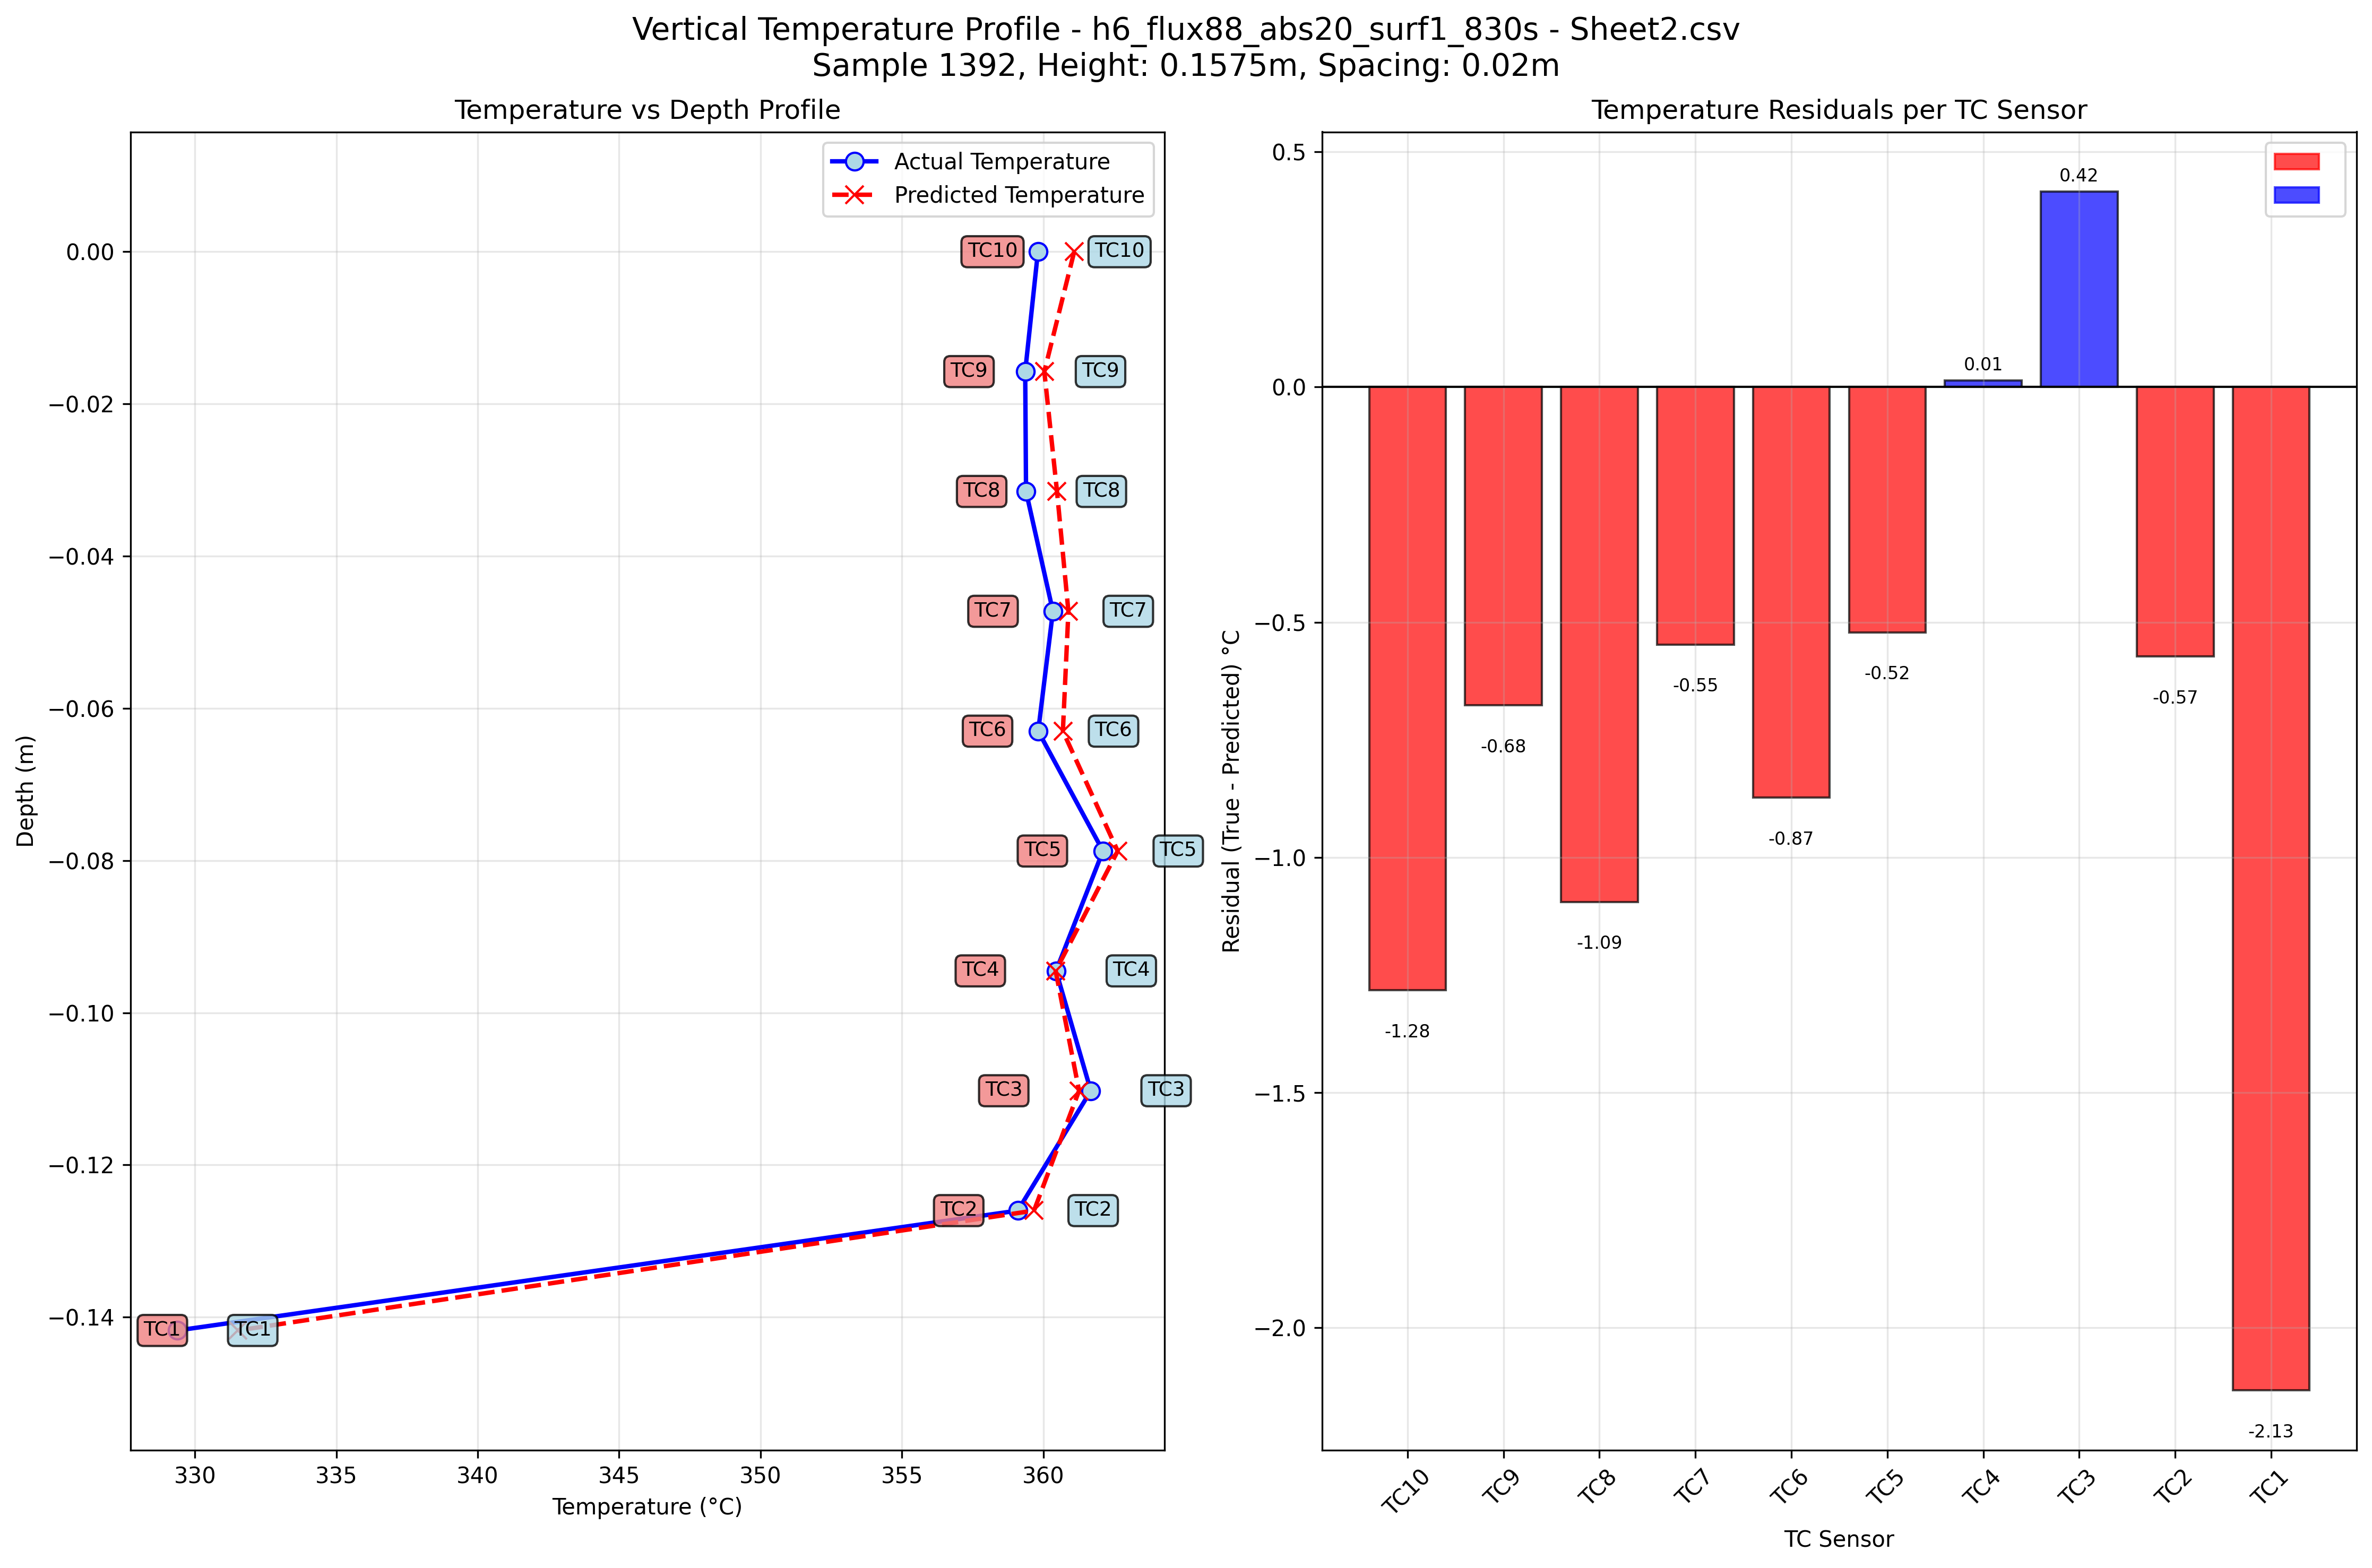 Vertical Temperature Profile - h6_flux88_abs20_surf1_830s - Sheet2.csv
Sample 1392, Height: 0.1575m, Spacing: 0.02m
Temperature vs Depth Profile
Actual Temperature
Predicted Temperature
TC10 TC10
TC9 TC9
TC8 TC8
TC7 TC7
TC6 TC6
TC5 TC5
TC4 TC4
TC3 TC3
TC2 TC2
TC1 TC1
0.00
−0.02
−0.04
−0.06
−0.08
−0.10
−0.12
−0.14
Depth (m)
330 335 340 345 350 355 360
Temperature (°C)
Temperature Residuals per TC Sensor
0.5
0.0
−0.5
−1.0
−1.5
−2.0
Residual (True - Predicted) °C
-1.28
-0.68
-1.09
-0.55
-0.87
-0.52
0.01
0.42
-0.57
-2.13
TC10 TC9 TC8 TC7 TC6 TC5 TC4 TC3 TC2 TC1
TC Sensor